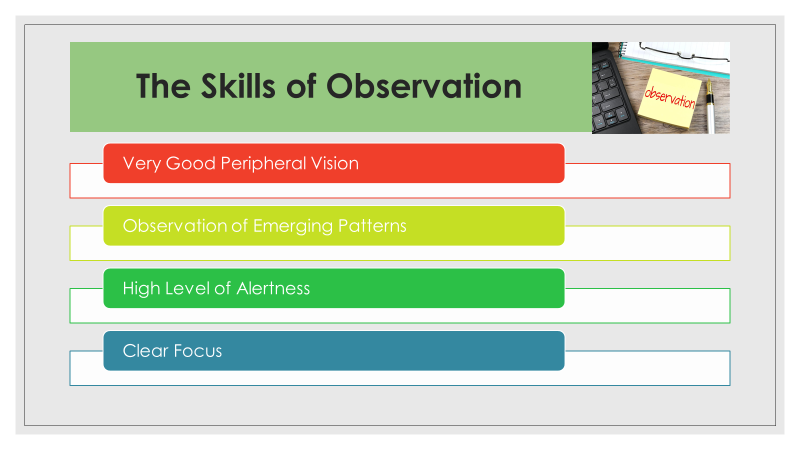 The Skills of Observation
observation
Very Good Peripheral Vision
Observation of Emerging Patterns
High Level of Alertness
Clear Focus